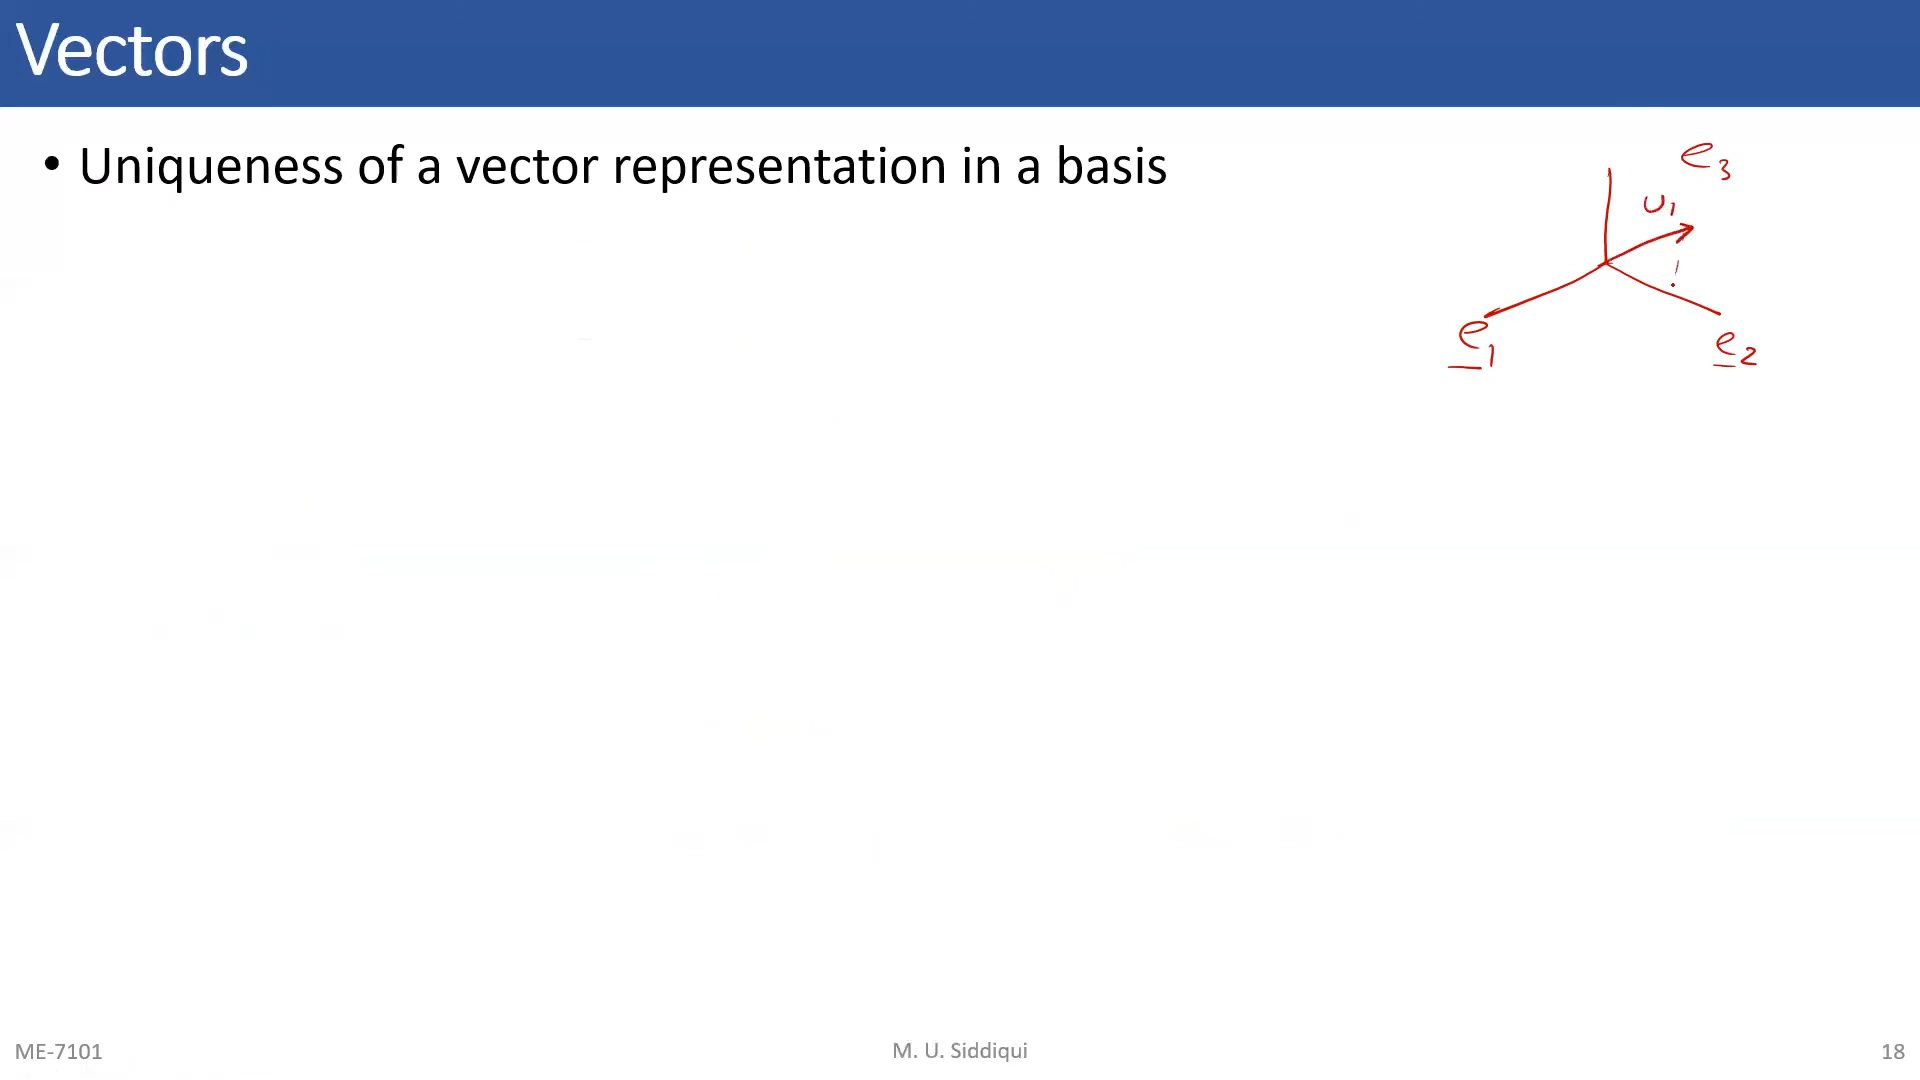 Vectors
• Uniqueness of a vector representation in a basis
e3
U1
e1
e2
ME-7101
M. U. Siddiqui
18